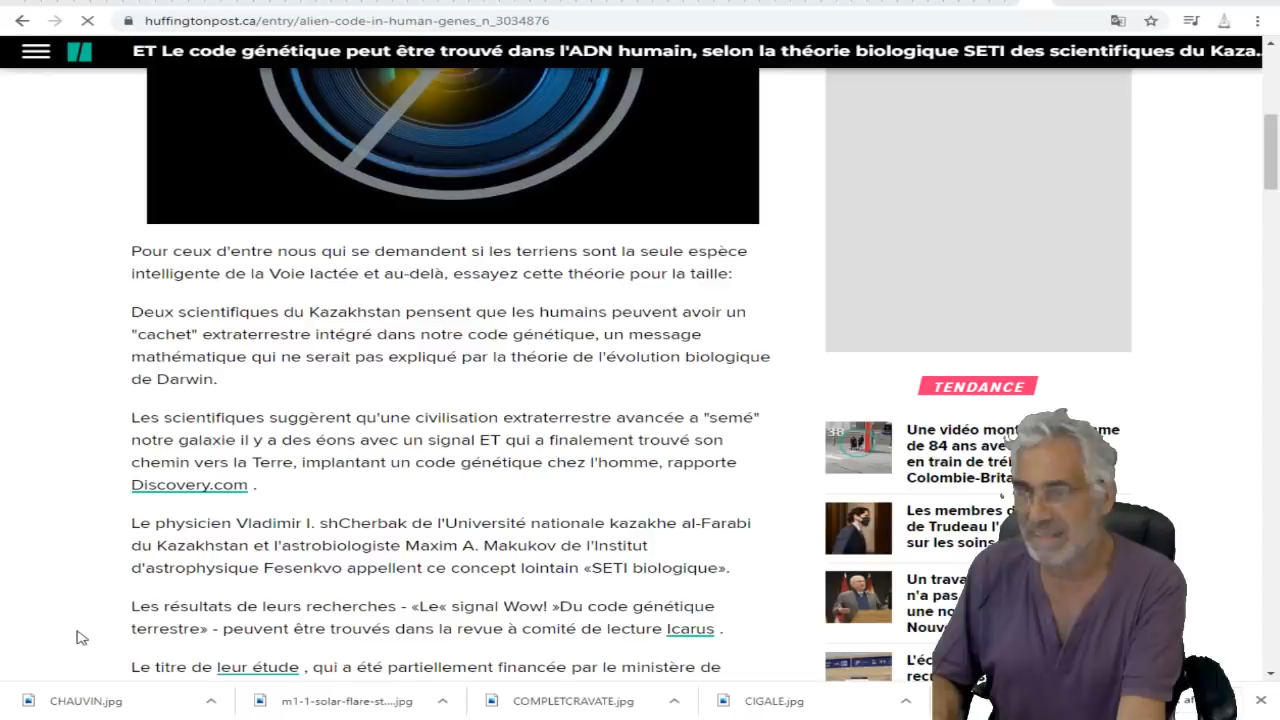 huffingtonpost.ca/entry/alien-code-in-human-genes_n_3034876
ET Le code génétique peut être trouvé dans l'ADN humain, selon la théorie biologique SETI des scientifiques du Kaza...
Pour ceux d'entre nous qui se demandent si les terriens sont la seule espèce
intelligente de la Voie lactée et au-delà, essayez cette théorie pour la taille:
Deux scientifiques du Kazakhstan pensent que les humains peuvent avoir un
"cachet" extraterrestre intégré dans notre code génétique, un message
mathématique qui ne serait pas expliqué par la théorie de l'évolution biologique
de Darwin.
Les scientifiques suggèrent qu'une civilisation extraterrestre avancée a "semé"
notre galaxie il y a des éons avec un signal ET qui a finalement trouvé son
chemin vers la Terre, implantant un code génétique chez l'homme, rapporte
Discovery.com .
Le physicien Vladimir I. shCherbak de l'Université nationale kazakhe al-Farabi
du Kazakhstan et l'astrobiologiste Maxim A. Makukov de l'Institut
d'astrophysique Fesenkvo appellent ce concept lointain «SETI biologique».
Les résultats de leurs recherches - «Le« signal Wow! »Du code génétique
terrestre» - peuvent être trouvés dans la revue à comité de lecture Icarus .
Le titre de leur étude , qui a été partiellement financée par le ministère de
TENDANCE
38
Une vidéo
de 84 ans
en train de
Les membres
de Trudeau
sur les soins
Un
n'a pas
une
CHAUVIN.jpg
m1-1-solar-flare-st....jpg
COMPLETCRAVATE.jpg
CIGALE.jpg